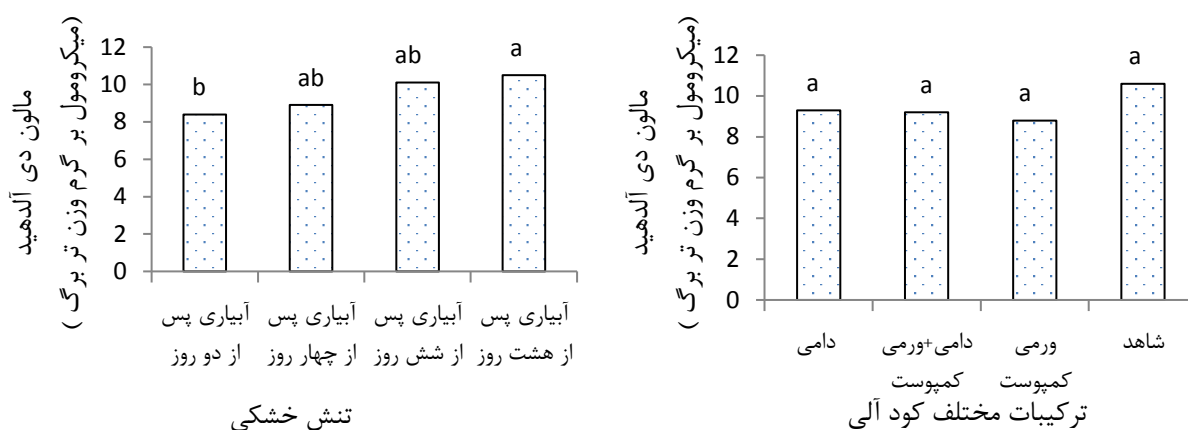 مالون دی آلدهید
(میکرومول بر گرم وزن تر برگ)
12
10
8
6
4
2
0
b
ab
ab
a
آبیاری پس
از دو روز
آبیاری پس
از چهار روز
آبیاری پس
از شش روز
آبیاری پس
از هشت روز
تنش خشکی
مالون دی آلدهید
(میکرومول بر گرم وزن تر برگ)
12
10
8
6
4
2
0
a
a
a
a
دامی
دامی+ورمی
کمپوست
ورمی
کمپوست
شاهد
ترکیبات مختلف کود آلی